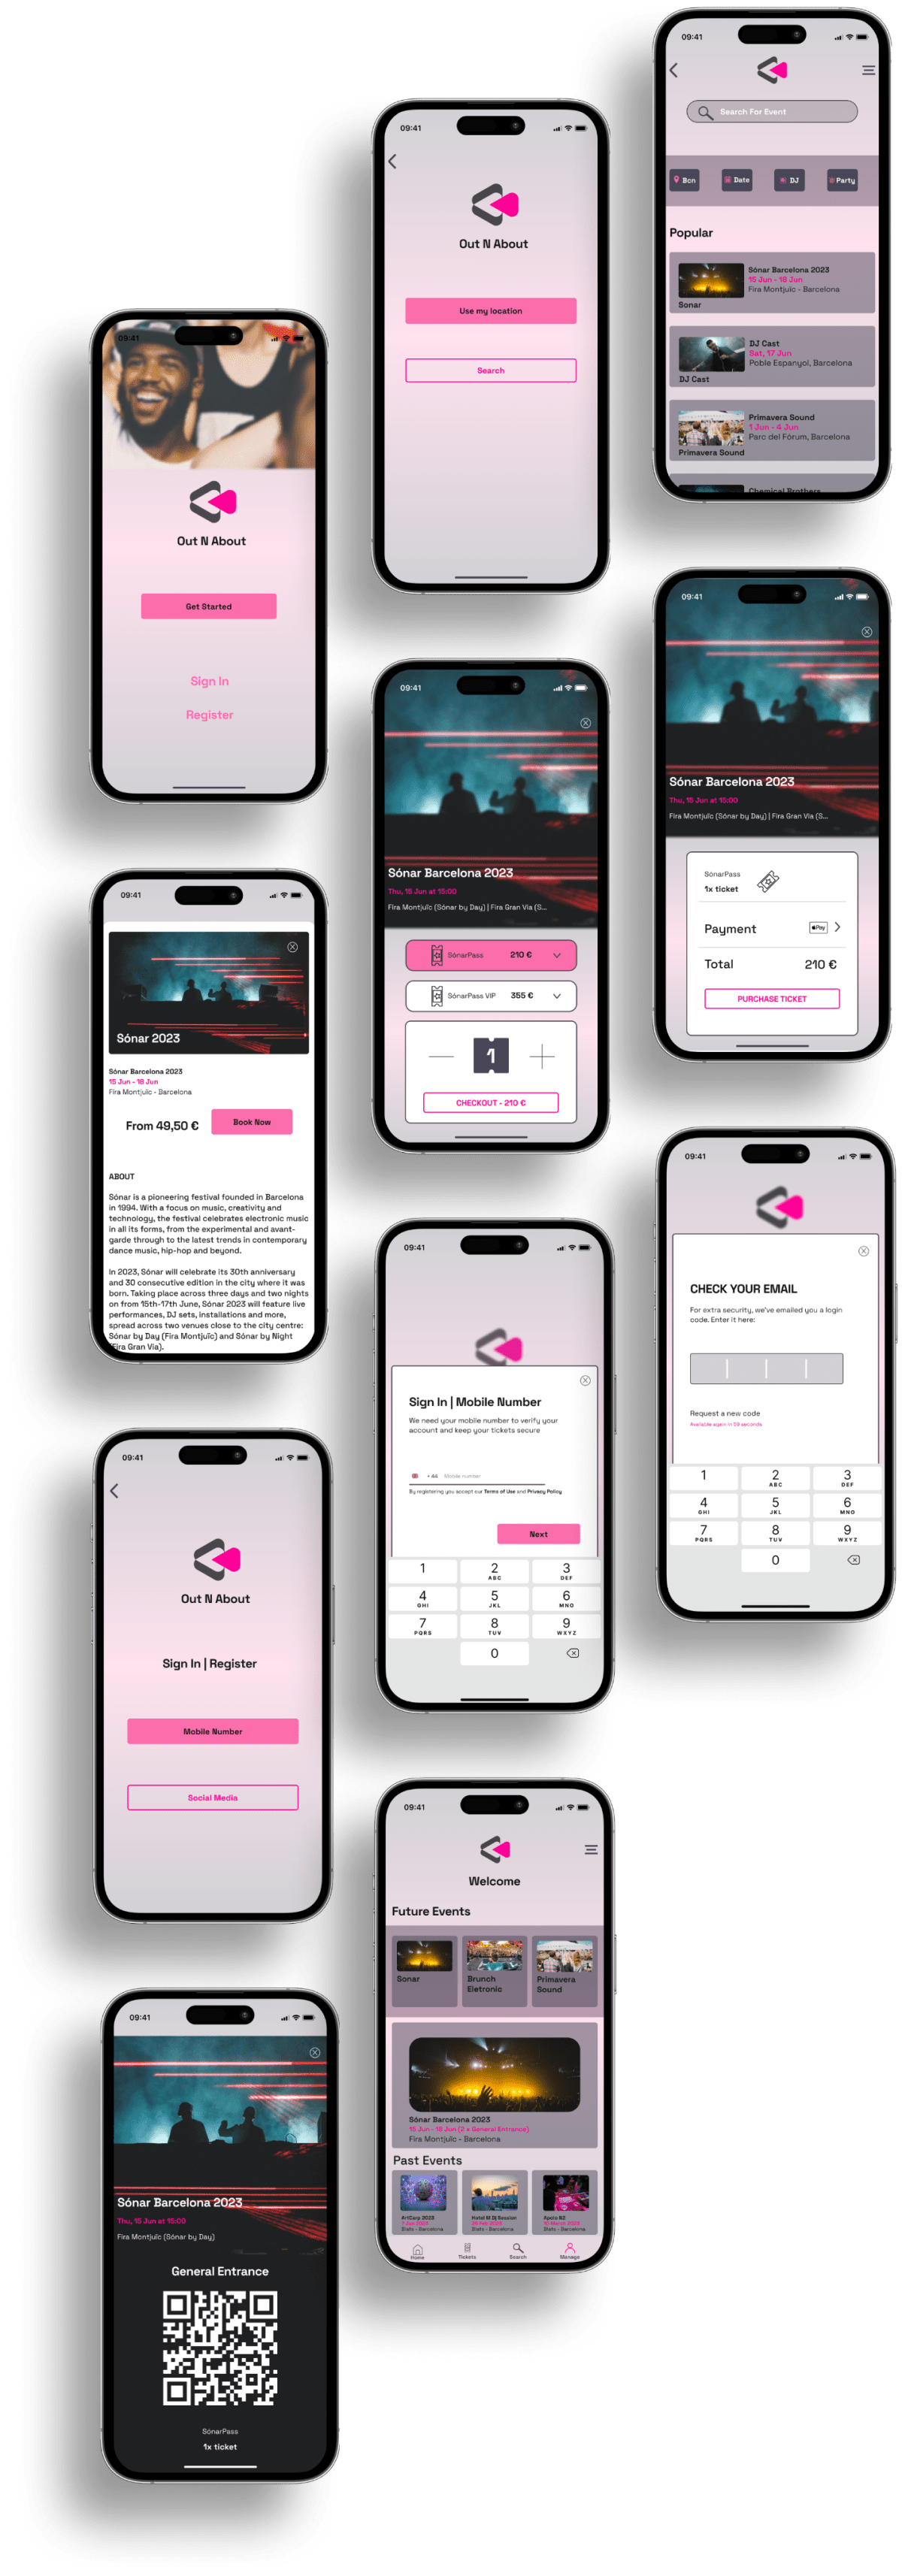 09:41
Search For Event
Bcn
Date
DJ
Party
Popular
Sónar Barcelona 2023
15 Jun - 18 Jun
Fira Montjuïc - Barcelona
Sonar
DJ Cast
Sat, 17 Jun
Poble Espanyol, Barcelona
DJ Cast
Primavera Sound
1 Jun - 4 Jun
Parc del Fòrum, Barcelona
Primavera Sound
Chemical Brothers
09:41
Out N About
Use my location
Search
09:41
Out N About
Get Started
Sign In
Register
09:41
Sónar Barcelona 2023
Thu, 15 Jun at 15:00
Fira Montjuïc (Sónar by Day) | Fira Gran Via (S...
SónarPass
1x ticket
Payment
Pay
Total
210 €
PURCHASE TICKET
09:41
Sónar Barcelona 2023
Thu, 15 Jun at 15:00
Fira Montjuïc (Sónar by Day) | Fira Gran Via (S...
SónarPass
210 €
SónarPass VIP
355 €
1
CHECKOUT - 210 €
09:41
Sónar 2023
Sónar Barcelona 2023
15 Jun - 18 Jun
Fira Montjuïc - Barcelona
From 49,50 €
Book Now
ABOUT
Sónar is a pioneering festival founded in Barcelona
in 1994. With a focus on music, creativity and
technology, the festival celebrates electronic music
in all its forms, from the experimental and avant-
garde through to the latest trends in contemporary
dance music, hip-hop and beyond.
In 2023, Sónar will celebrate its 30th anniversary
and 30 consecutive edition in the city where it was
born. Taking place across three days and two nights
on from 15th-17th June, Sónar 2023 will feature live
performances, DJ sets, installations and more,
spread across two venues close to the city centre:
Sónar by Day (Fira Montjuïc) and Sónar by Night
(Fira Gran Via).
09:41
CHECK YOUR EMAIL
For extra security, we've emailed you a login
code. Enter it here:
Request a new code
Available again in 59 seconds
1
2
ABC
3
DEF
4
GHI
5
JKL
6
MNO
7
PQRS
8
TUV
9
WXYZ
0
09:41
Sign In | Mobile Number
We need your mobile number to verify your
account and keep your tickets secure
+44 Mobile number
By registering you accept our Terms of Use and Privacy Policy
Next
1
2
ABC
3
DEF
4
GHI
5
JKL
6
MNO
7
PQRS
8
TUV
9
WXYZ
0
09:41
Out N About
Sign In | Register
Mobile Number
Social Media
09:41
Welcome
Future Events
Sonar
Brunch
Eletronic
Primavera
Sound
Sónar Barcelona 2023
15 Jun - 18 Jun (2 x General Entrance)
Fira Montjuïc - Barcelona
Past Events
ArtCarp 2023
Hotel M Dj Session
Apolo N2
Home
Tickets
Search
Manage
09:41
Sónar Barcelona 2023
Thu, 15 Jun at 15:00
Fira Montjuïc (Sónar by Day)
General Entrance
SónarPass
1x ticket